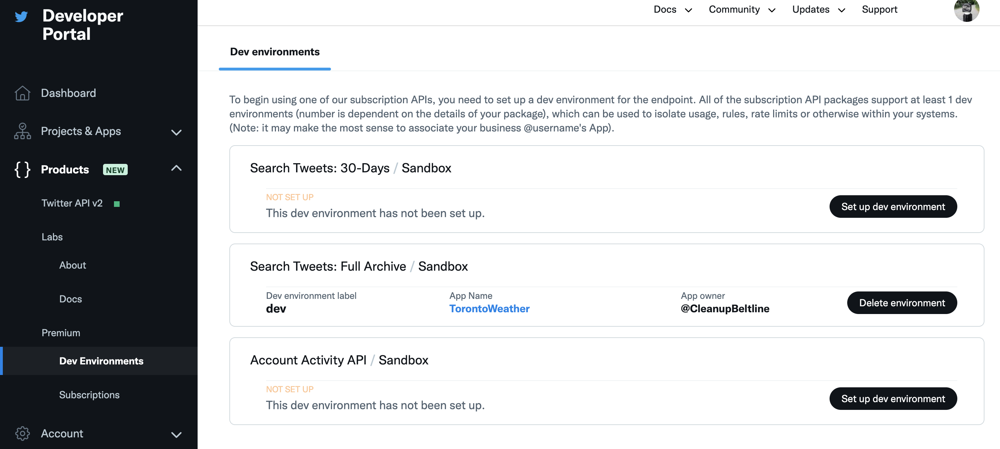 Developer
Portal
Docs
Community
Updates
Support
Dashboard
Projects & Apps
Products NEW
Twitter API v2
Labs
About
Docs
Premium
Dev Environments
Subscriptions
Account
Dev environments
To begin using one of our subscription APIs, you need to set up a dev environment for the endpoint. All of the subscription API packages support at least 1 dev
environments (number is dependent on the details of your package), which can be used to isolate usage, rules, rate limits or otherwise within your systems.
(Note: it may make the most sense to associate your business @username's App).
Search Tweets: 30-Days / Sandbox
NOT SET UP
This dev environment has not been set up.
Set up dev environment
Search Tweets: Full Archive / Sandbox
Dev environment label
dev
App Name
TorontoWeather
App owner
@CleanupBeltline
Delete environment
Account Activity API / Sandbox
NOT SET UP
This dev environment has not been set up.
Set up dev environment